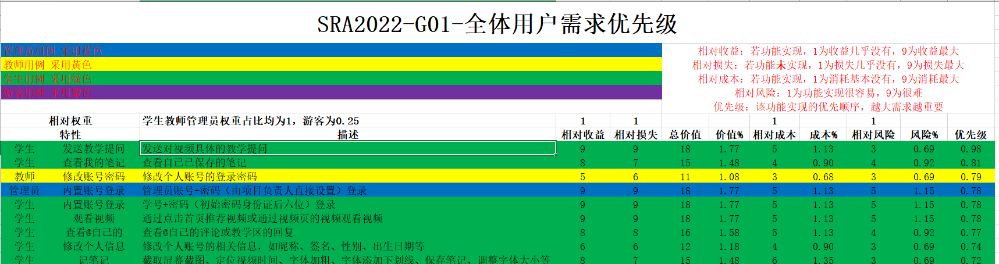 SRA2022-G01-全体用户需求优先级
管理员用例 采用蓝色
相对收益：若功能实现，1为收益几乎没有，9为收益最大
教师用例 采用黄色
相对损失：若功能未实现，1为损失几乎没有，9为损失最大
学生用例 采用绿色
相对成本：若功能实现，1为消耗基本没有，9为消耗最大
游客用例 采用紫色
相对风险：1为功能实现很容易，9为很难
优先级：该功能实现的优先顺序，越大需求越重要
相对权重 学生教师管理员权重占比均为1，游客为0.25 1 1 1 1
特性 描述 相对收益 相对损失 总价值 价值% 相对成本 成本% 相对风险 风险% 优先级
学生 发送教学提问 发送对视频具体的教学提问 9 9 18 1.77 5 1.13 3 0.69 0.98
学生 查看我的笔记 查看自己已保存的笔记 8 7 15 1.48 4 0.90 4 0.92 0.81
教师 修改账号密码 修改个人账号的登录密码 5 6 11 1.08 3 0.68 3 0.69 0.79
管理员 内置账号登录 管理员账号+密码（由项目负责人直接设置）登录 9 9 18 1.77 5 1.13 5 1.15 0.78
学生 内置账号登录 学号+密码（初始密码身份证后六位）登录 9 9 18 1.77 5 1.13 5 1.15 0.78
学生 观看视频 通过点击首页推荐视频或通过视频页的视频观看视频 9 9 18 1.77 5 1.13 5 1.15 0.78
学生 查看@自己的 查看@自己的评论或教学区的回复 8 8 16 1.58 5 1.13 4 0.92 0.77
学生 修改个人信息 修改个人账号的相关信息，如昵称、签名、性别、出生日期等 6 6 12 1.18 4 0.90 3 0.69 0.74
学生 记笔记 截取屏幕截图、定位视频时间、字体加粗、字体添加下划线、保存笔记、调整字体大小等 8 7 15 1.48 6 1.35 3 0.69 0.72